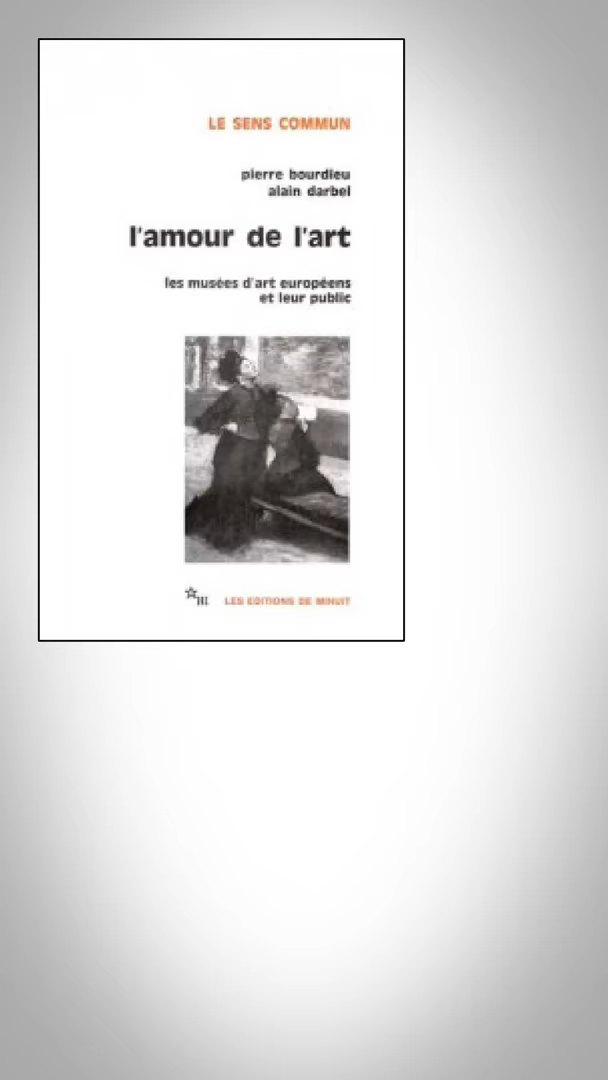 LE SENS COMMUN
pierre bourdieu
alain darbel
l'amour de l'art
les musées d'art européens
et leur public
LES EDITIONS DE MINUIT